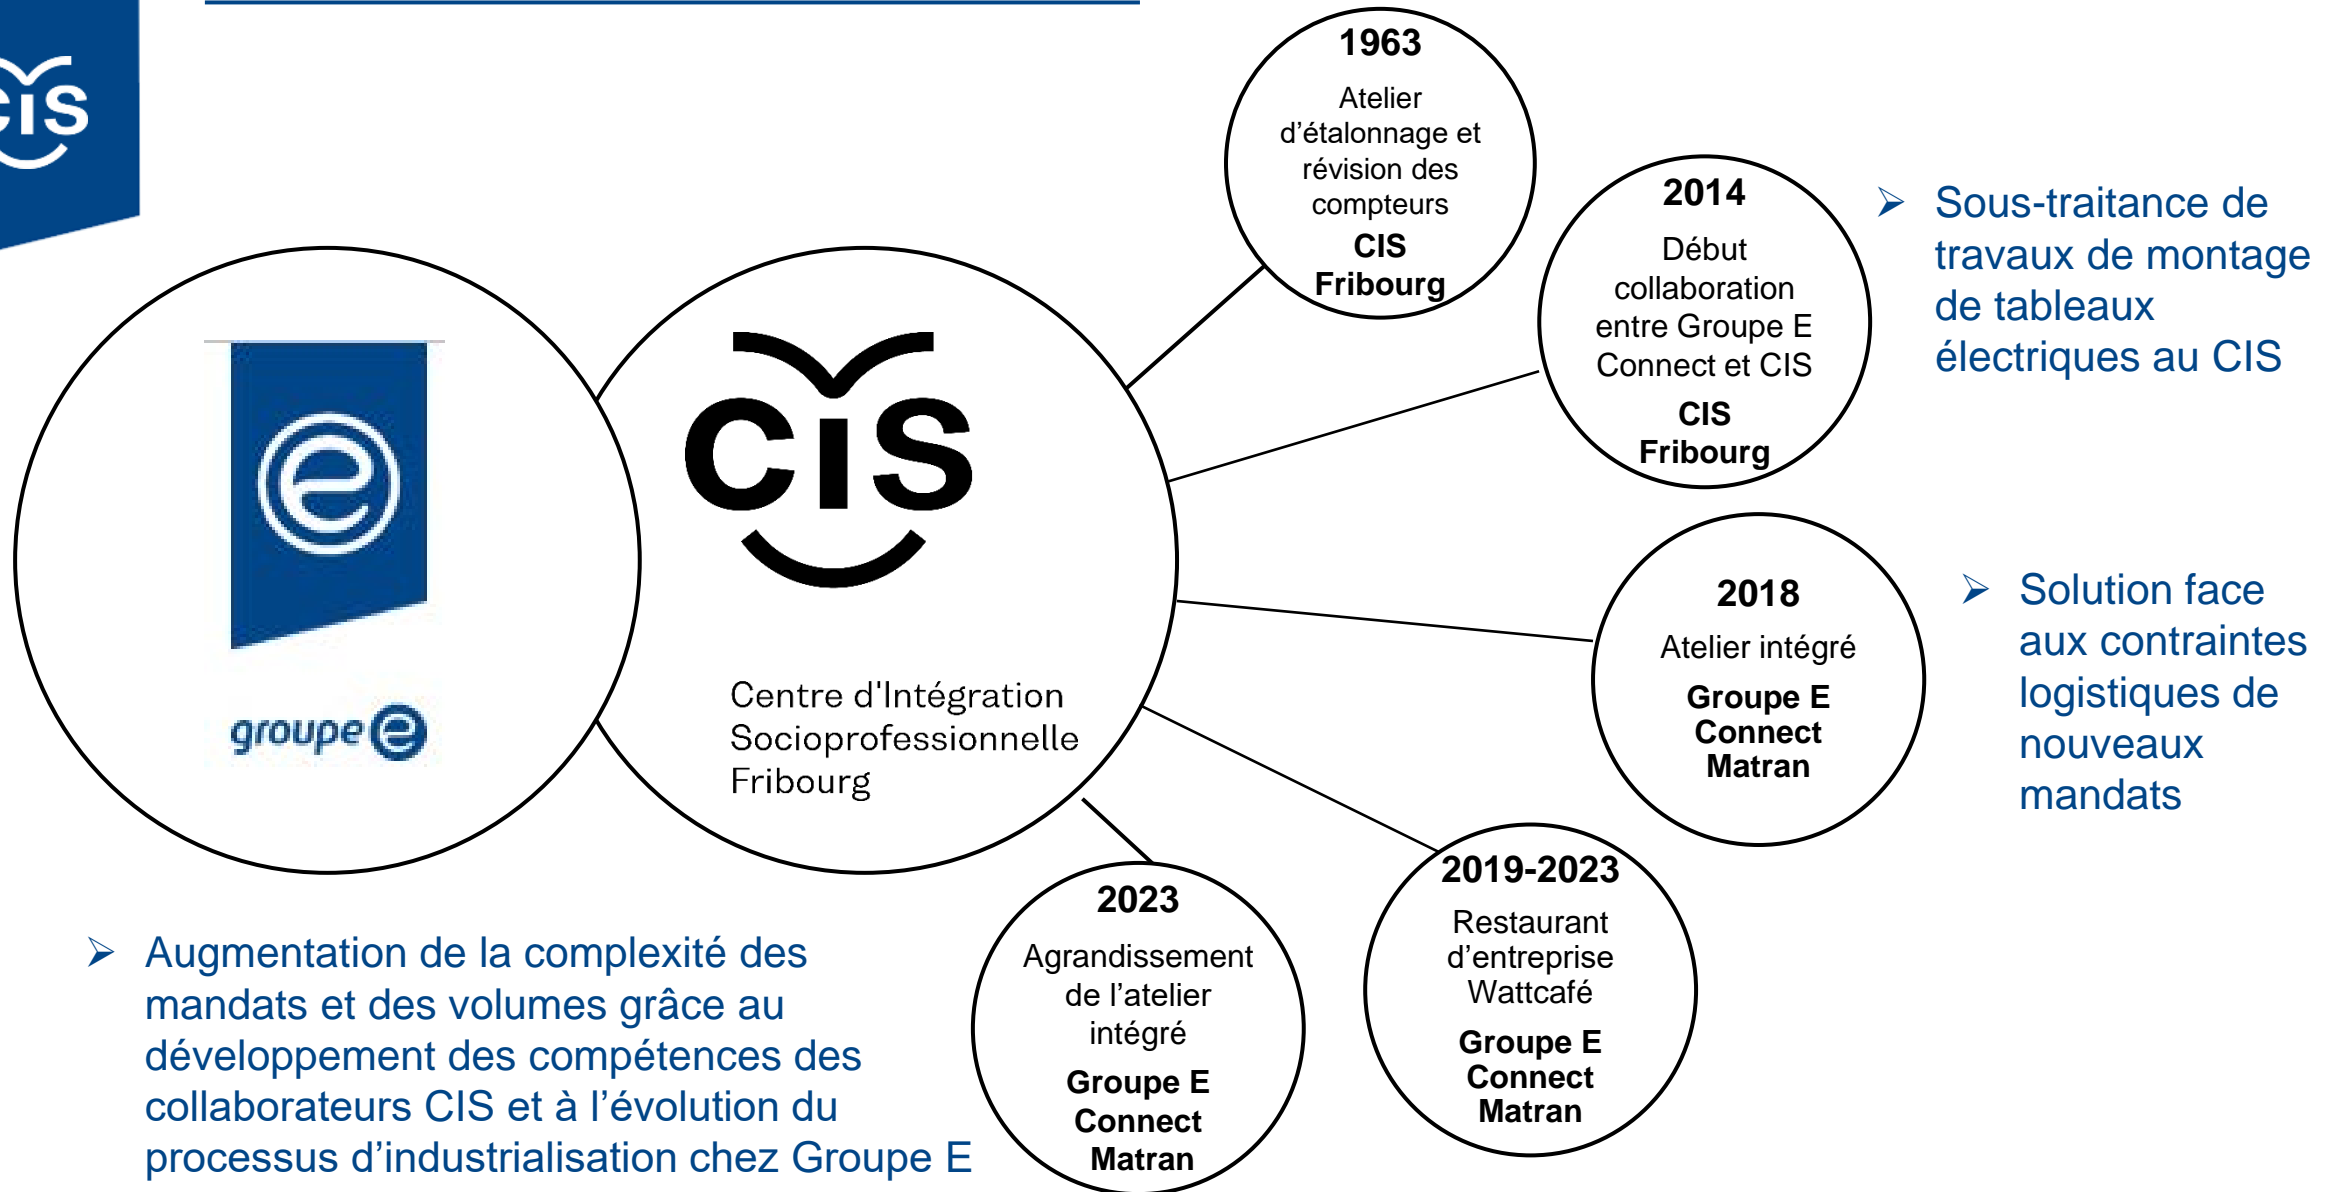 cis
groupe e
cis
Centre d'Intégration
Socioprofessionnelle
Fribourg
1963
Atelier
d’étalonnage et
révision des
compteurs
CIS
Fribourg
2014
Début
collaboration
entre Groupe E
Connect et CIS
CIS
Fribourg
➢ Sous-traitance de
travaux de montage
de tableaux
électriques au CIS
2018
Atelier intégré
Groupe E
Connect
Matran
➢ Solution face
aux contraintes
logistiques de
nouveaux
mandats
2019-2023
Restaurant
d’entreprise
Wattcafé
Groupe E
Connect
Matran
2023
Agrandissement
de l’atelier
intégré
Groupe E
Connect
Matran
➢ Augmentation de la complexité des
mandats et des volumes grâce au
développement des compétences des
collaborateurs CIS et à l’évolution du
processus d’industrialisation chez Groupe E